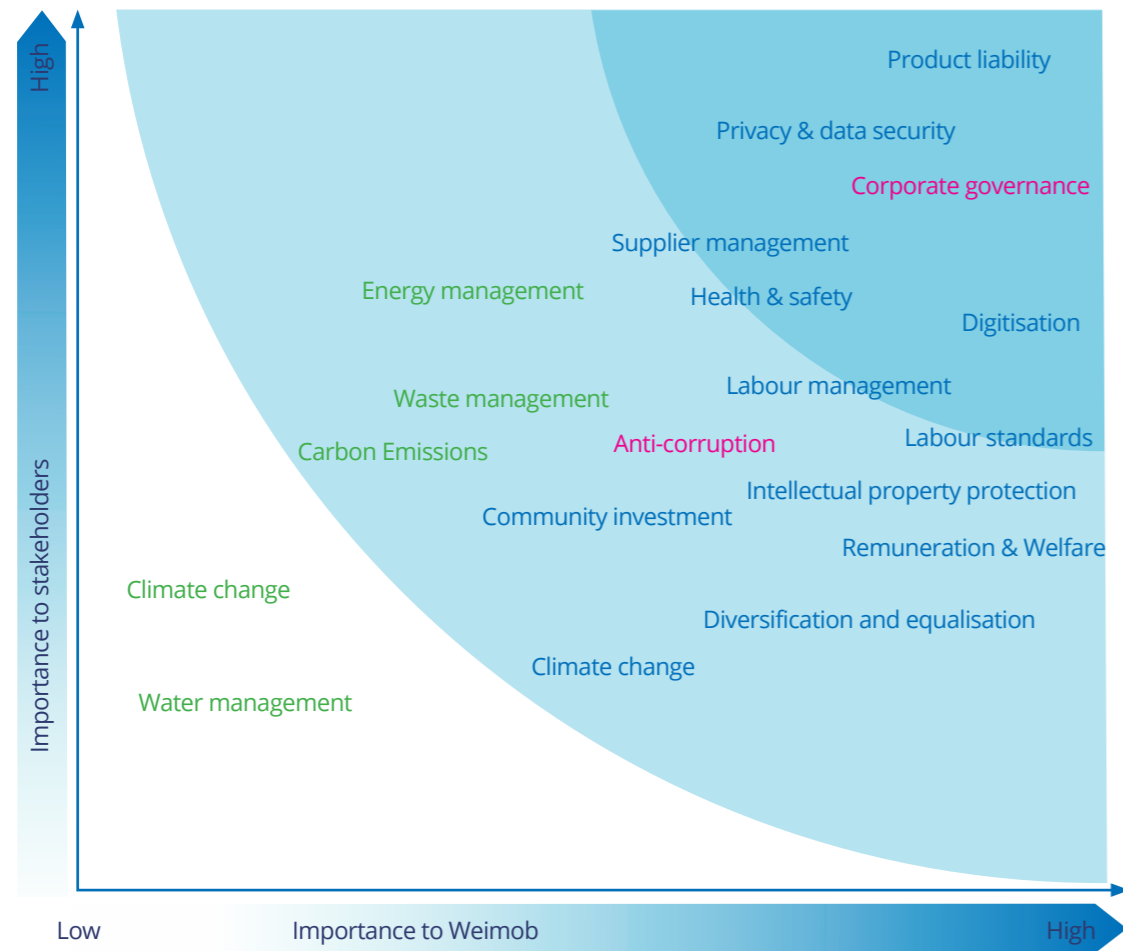 High
Importance to stakeholders
Product liability
Privacy & data security
Corporate governance
Supplier management
Energy management
Health & safety
Digitisation
Labour management
Waste management
Labour standards
Anti-corruption
Carbon Emissions
Intellectual property protection
Community investment
Remuneration & Welfare
Climate change
Diversification and equalisation
Climate change
Water management
Low
Importance to Weimob
High